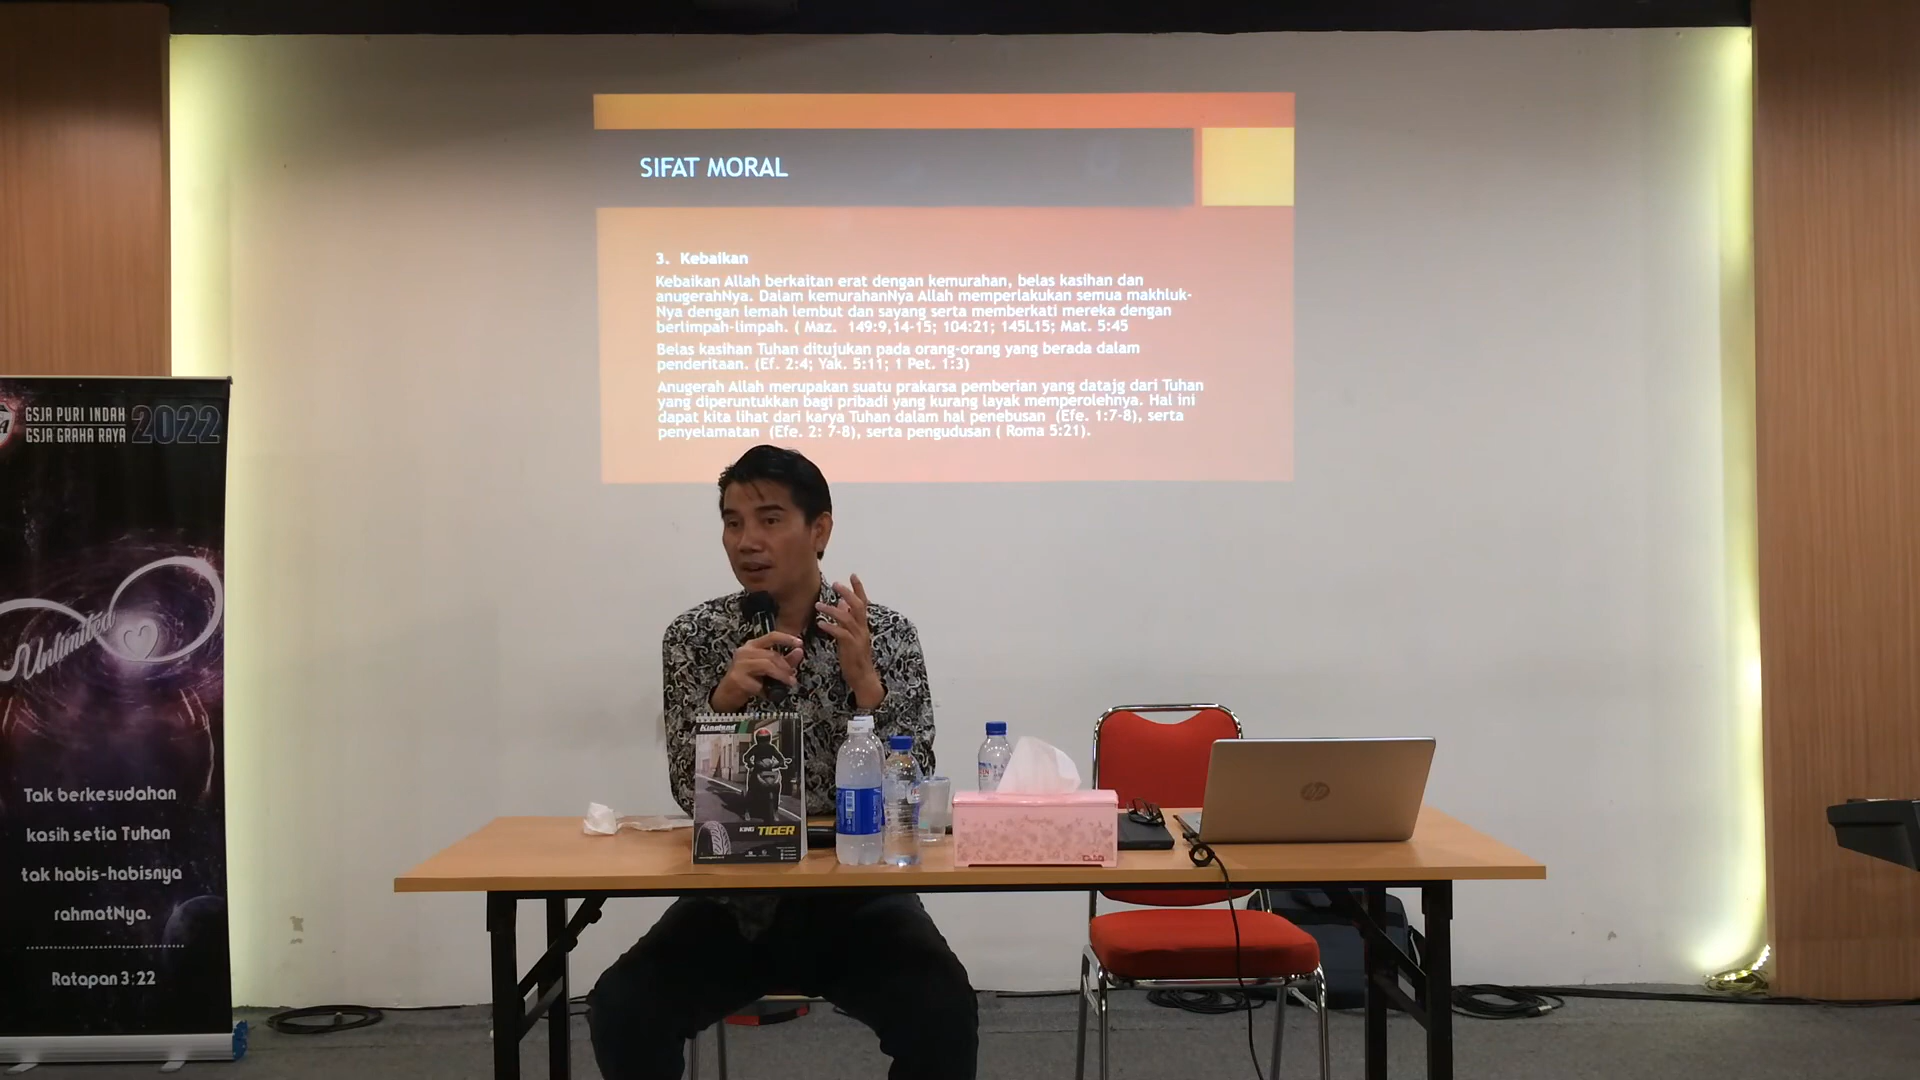 SIFAT MORAL
3. Kebaikan
Kebaikan Allah berkaitan erat dengan kemurahan, belas kasihan dan
anugerahNya. Dalam kemurahanNya Allah memperlakukan semua makhluk-
Nya dengan lemah lembut dan sayang serta memberkati mereka dengan
berlimpah-limpah. ( Maz. 149:9,14-15; 104:21; 145L15; Mat. 5:45
Belas kasihan Tuhan ditujukan pada orang-orang yang berada dalam
penderitaan. (Ef. 2:4; Yak. 5:11; 1 Pet. 1:3)
Anugerah Allah merupakan suatu prakarsa pemberian yang datajg dari Tuhan
yang diperuntukkan bagi pribadi yang kurang layak memperolehnya. Hal ini
dapat kita lihat dari karya Tuhan dalam hal penebusan (Efe. 1:7-8), serta
penyelamatan (Efe. 2: 7-8), serta pengudusan ( Roma 5:21).
GSJA PURI INDAH
GSJA GRAHA RAYA
2022
Unlimited
Tak berkesudahan
kasih setia Tuhan
tak habis-habisnya
rahmatNya.
Ratapan 3:22
Kingland
KING TIGER
hp